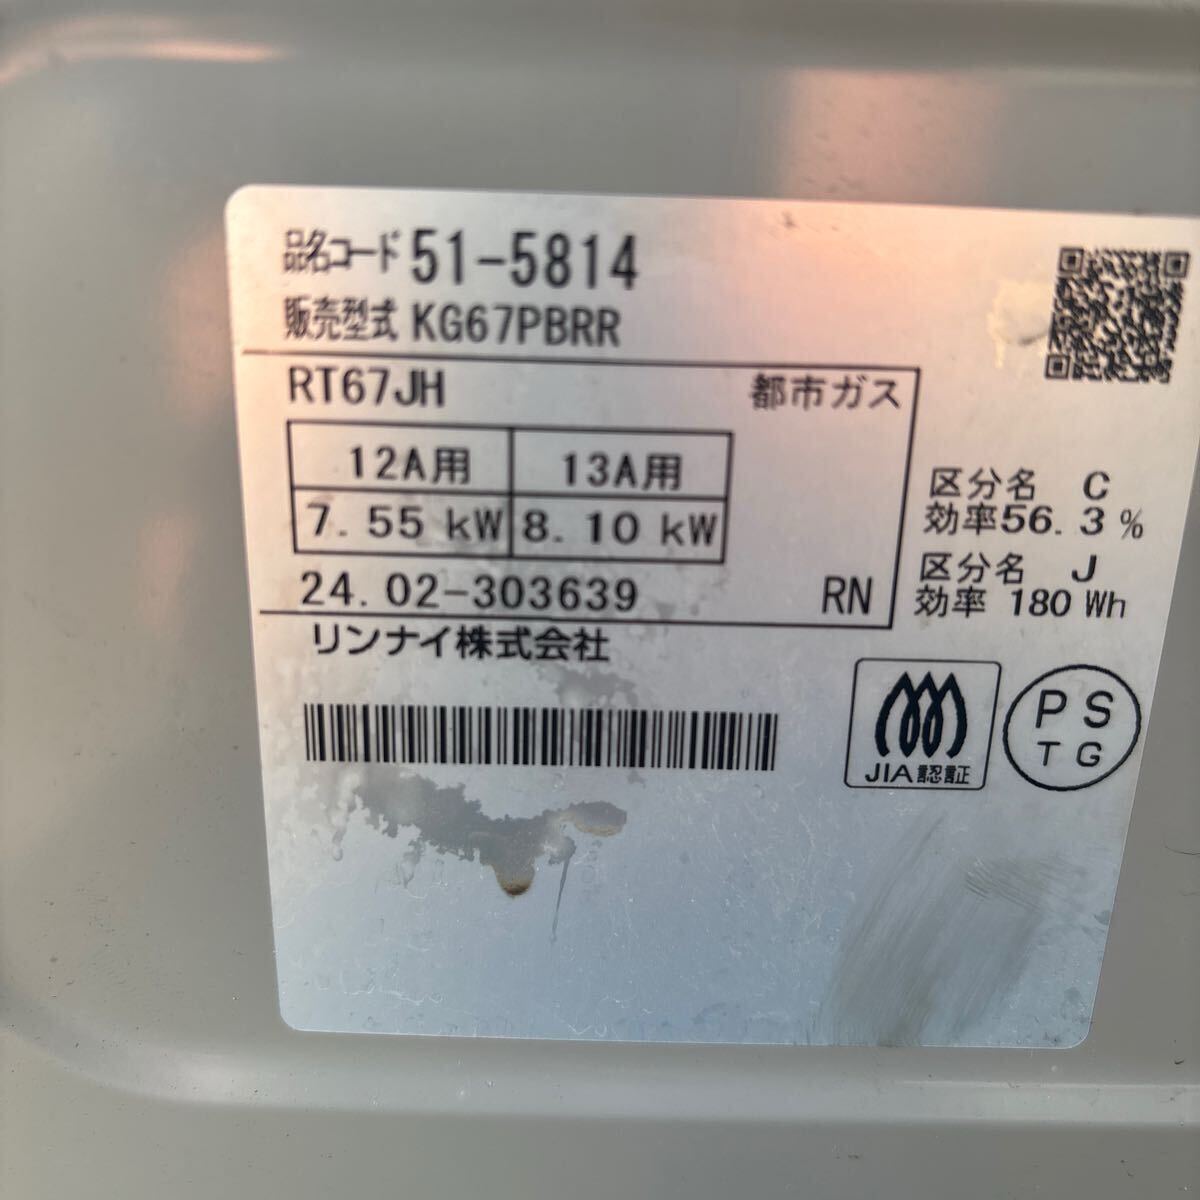 品名コード 51-5814
販売型式 KG67PBRR
RT67JH 都市ガス
12A用 13A用
7.55 kW 8.10 kW
24.02-303639 RN
リンナイ株式会社
区分名 C
効率56.3%
区分名 J
効率 180 Wh
JIA認証
PS
TG